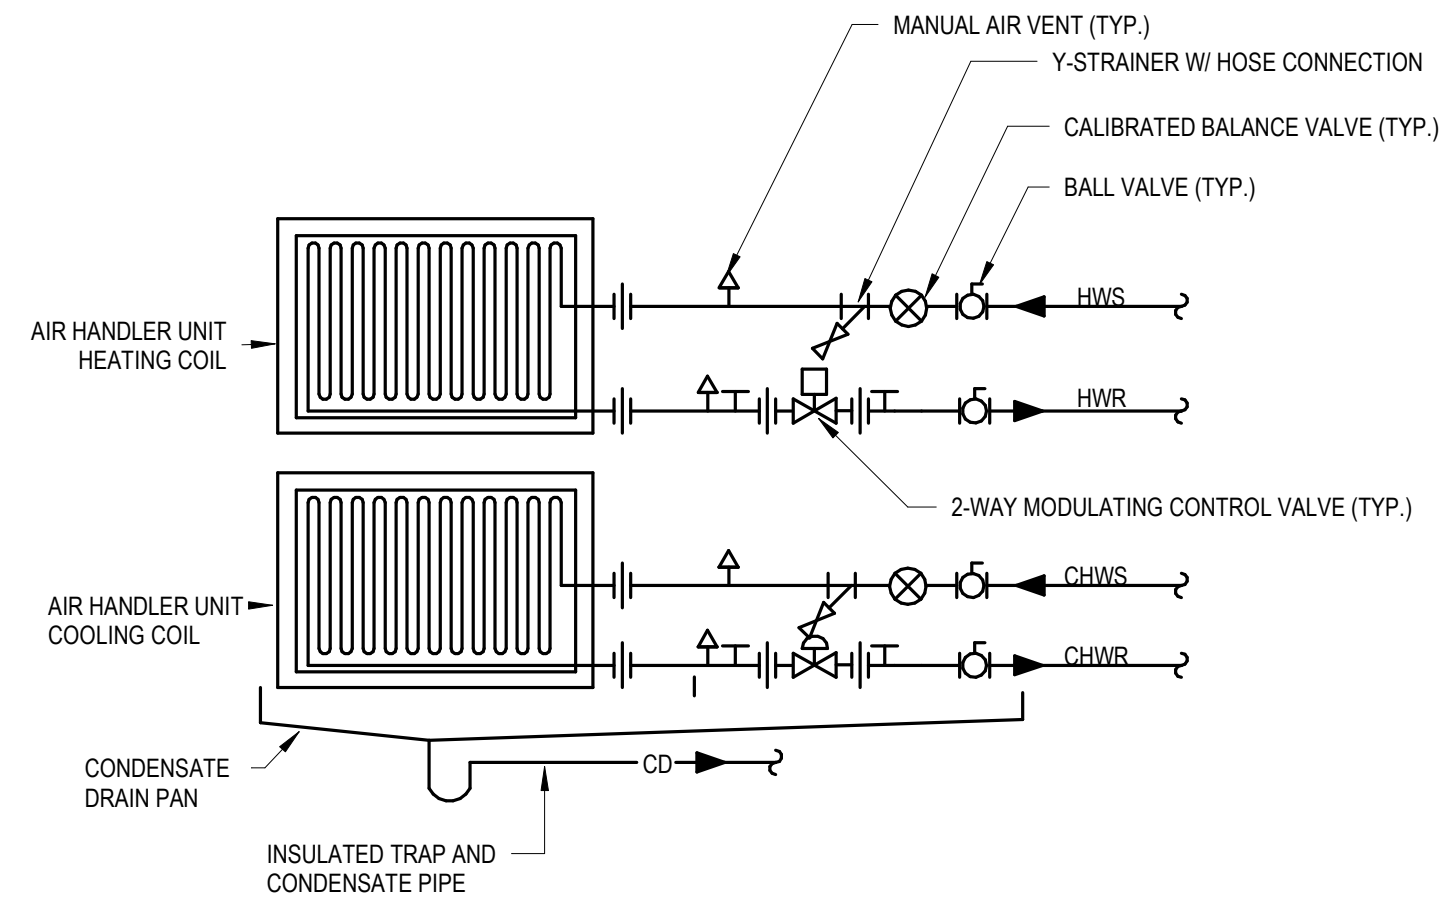 MANUAL AIR VENT (TYP.)
Y-STRAINER W/ HOSE CONNECTION
CALIBRATED BALANCE VALVE (TYP.)
BALL VALVE (TYP.)
HWS
AIR HANDLER UNIT
HEATING COIL
HWR
2-WAY MODULATING CONTROL VALVE (TYP.)
CHWS
AIR HANDLER UNIT
COOLING COIL
CHWR
CONDENSATE
DRAIN PAN
CD
INSULATED TRAP AND
CONDENSATE PIPE